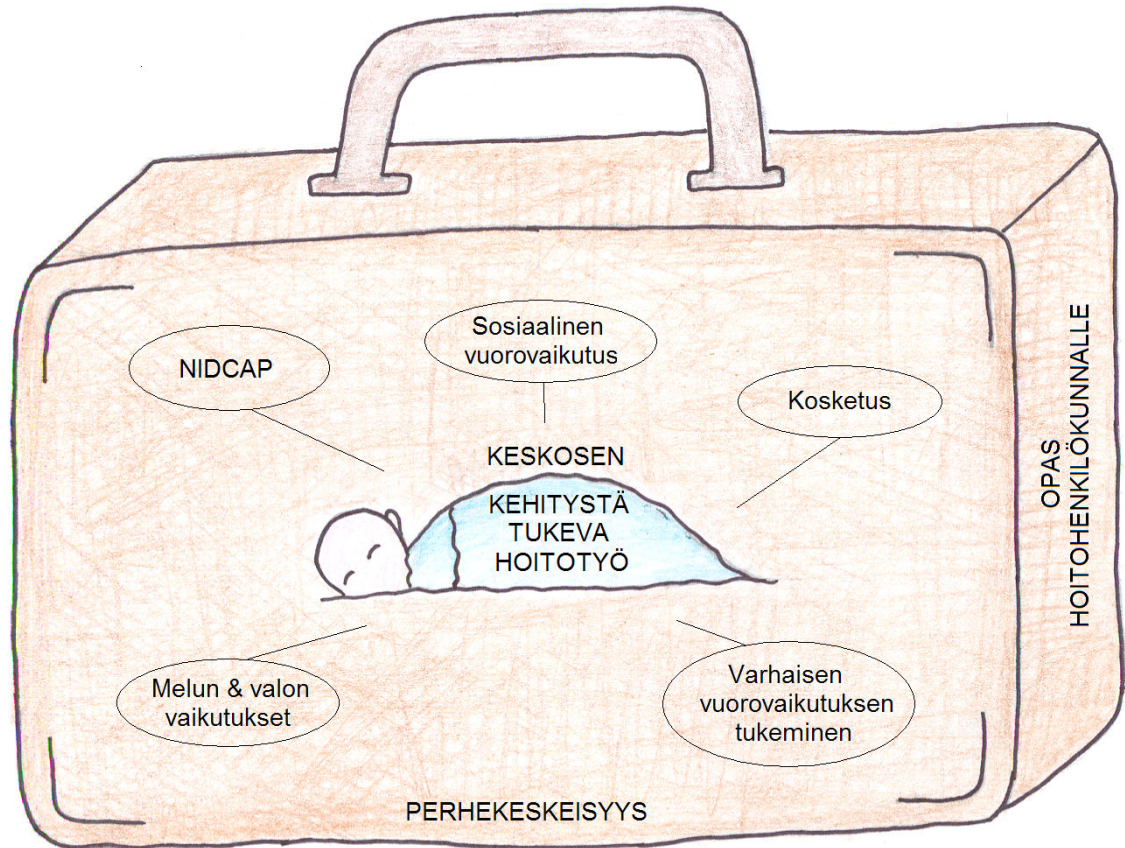 Sosiaalinen
vuorovaikutus
NIDCAP
Kosketus
KESKOSEN
KEHITYSTÄ
TUKEVA
HOITOTYÖ
Melun & valon
vaikutukset
Varhaisen
vuorovaikutuksen
tukeminen
PERHEKESKEISYYS
OPAS
HOITOHENKILÖKUNNALLE